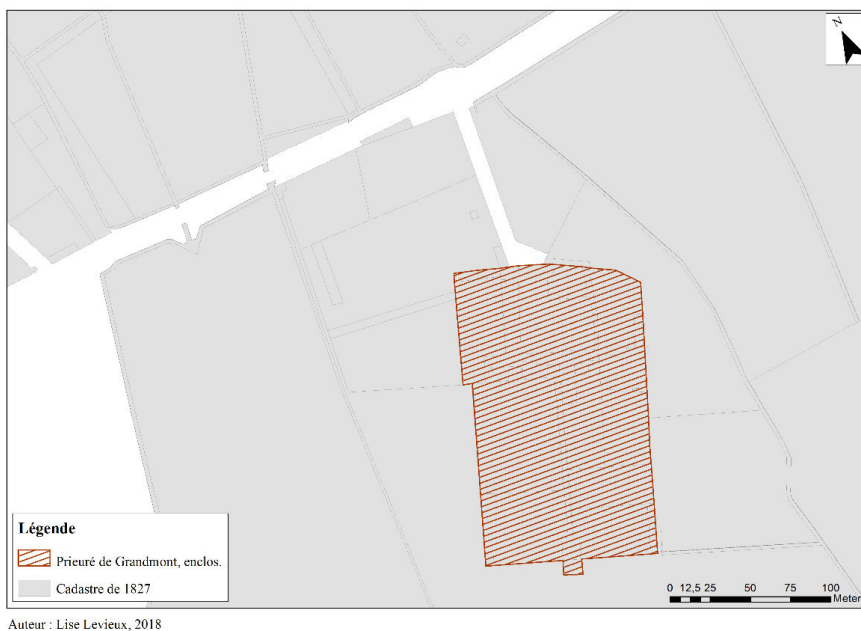 N
Légende
Prieuré de Grandmont, enclos.
Cadastre de 1827
0 12,5 25 50 75 100
Meter
Auteur : Lise Levieux, 2018